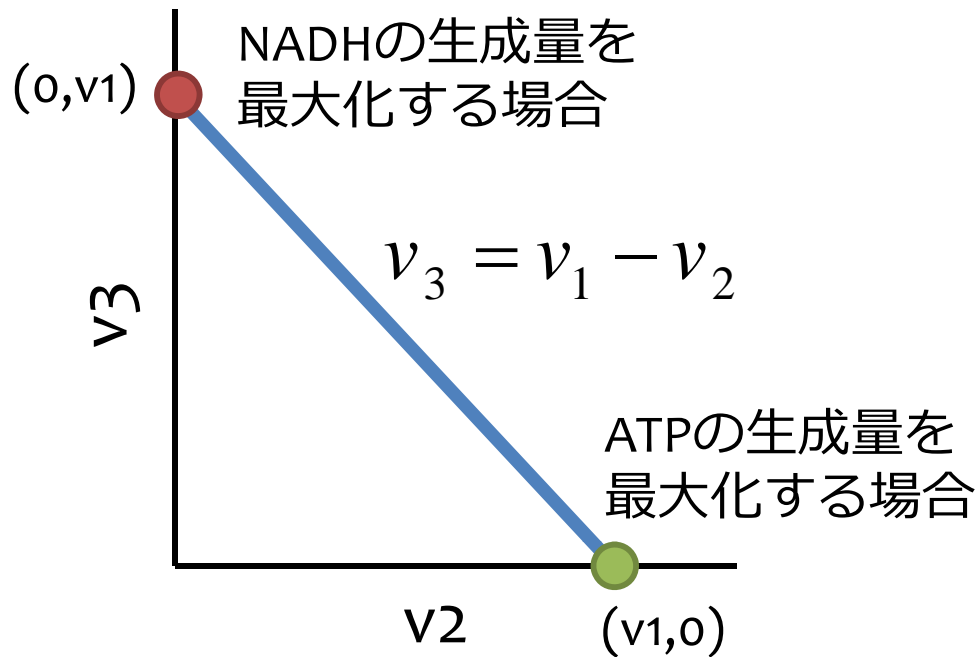 NADHの生成量を
最大化する場合
(0,v1)
v₃ = v₁ − v₂
v3
ATPの生成量を
最大化する場合
v2
(v1,0)